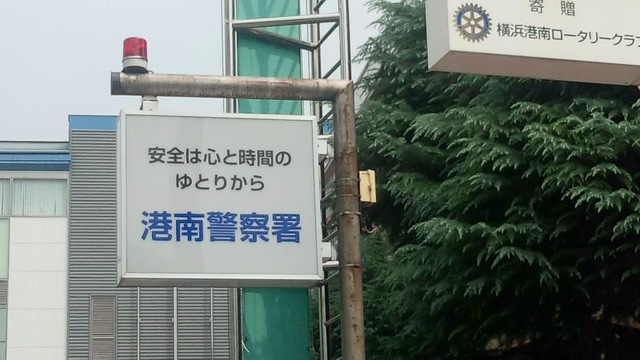 寄贈
横浜港南ロータリークラブ
安全は心と時間の
ゆとりから
港南警察署